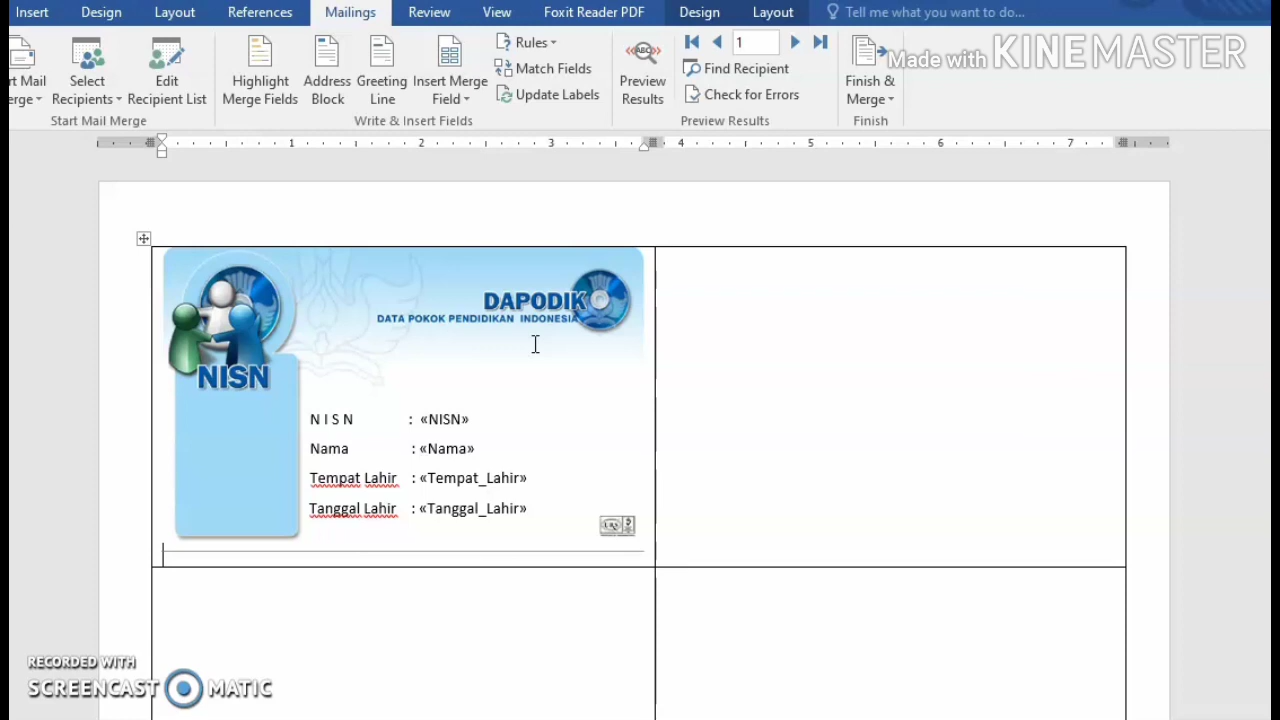 Insert Design Layout References Mailings Review View Foxit Reader PDF Design Layout Tell me what you want to do...
Made with KINEMASTER
rt Mail
erge
Select
Recipients
Edit
Recipient List
Highlight
Merge Fields
Address
Block
Greeting
Line
Insert Merge
Field
Rules
Match Fields
Update Labels
Preview
Results
1
Find Recipient
Check for Errors
Finish &
Merge
Start Mail Merge Write & Insert Fields Preview Results Finish
1 2 3 4 5 6 7
DAPODIK
DATA POKOK PENDIDIKAN INDONESIA
NISN
N I S N : «NISN»
Nama : «Nama»
Tempat Lahir : «Tempat_Lahir»
Tanggal Lahir : «Tanggal_Lahir»
RECORDED WITH
SCREENCAST MATIC